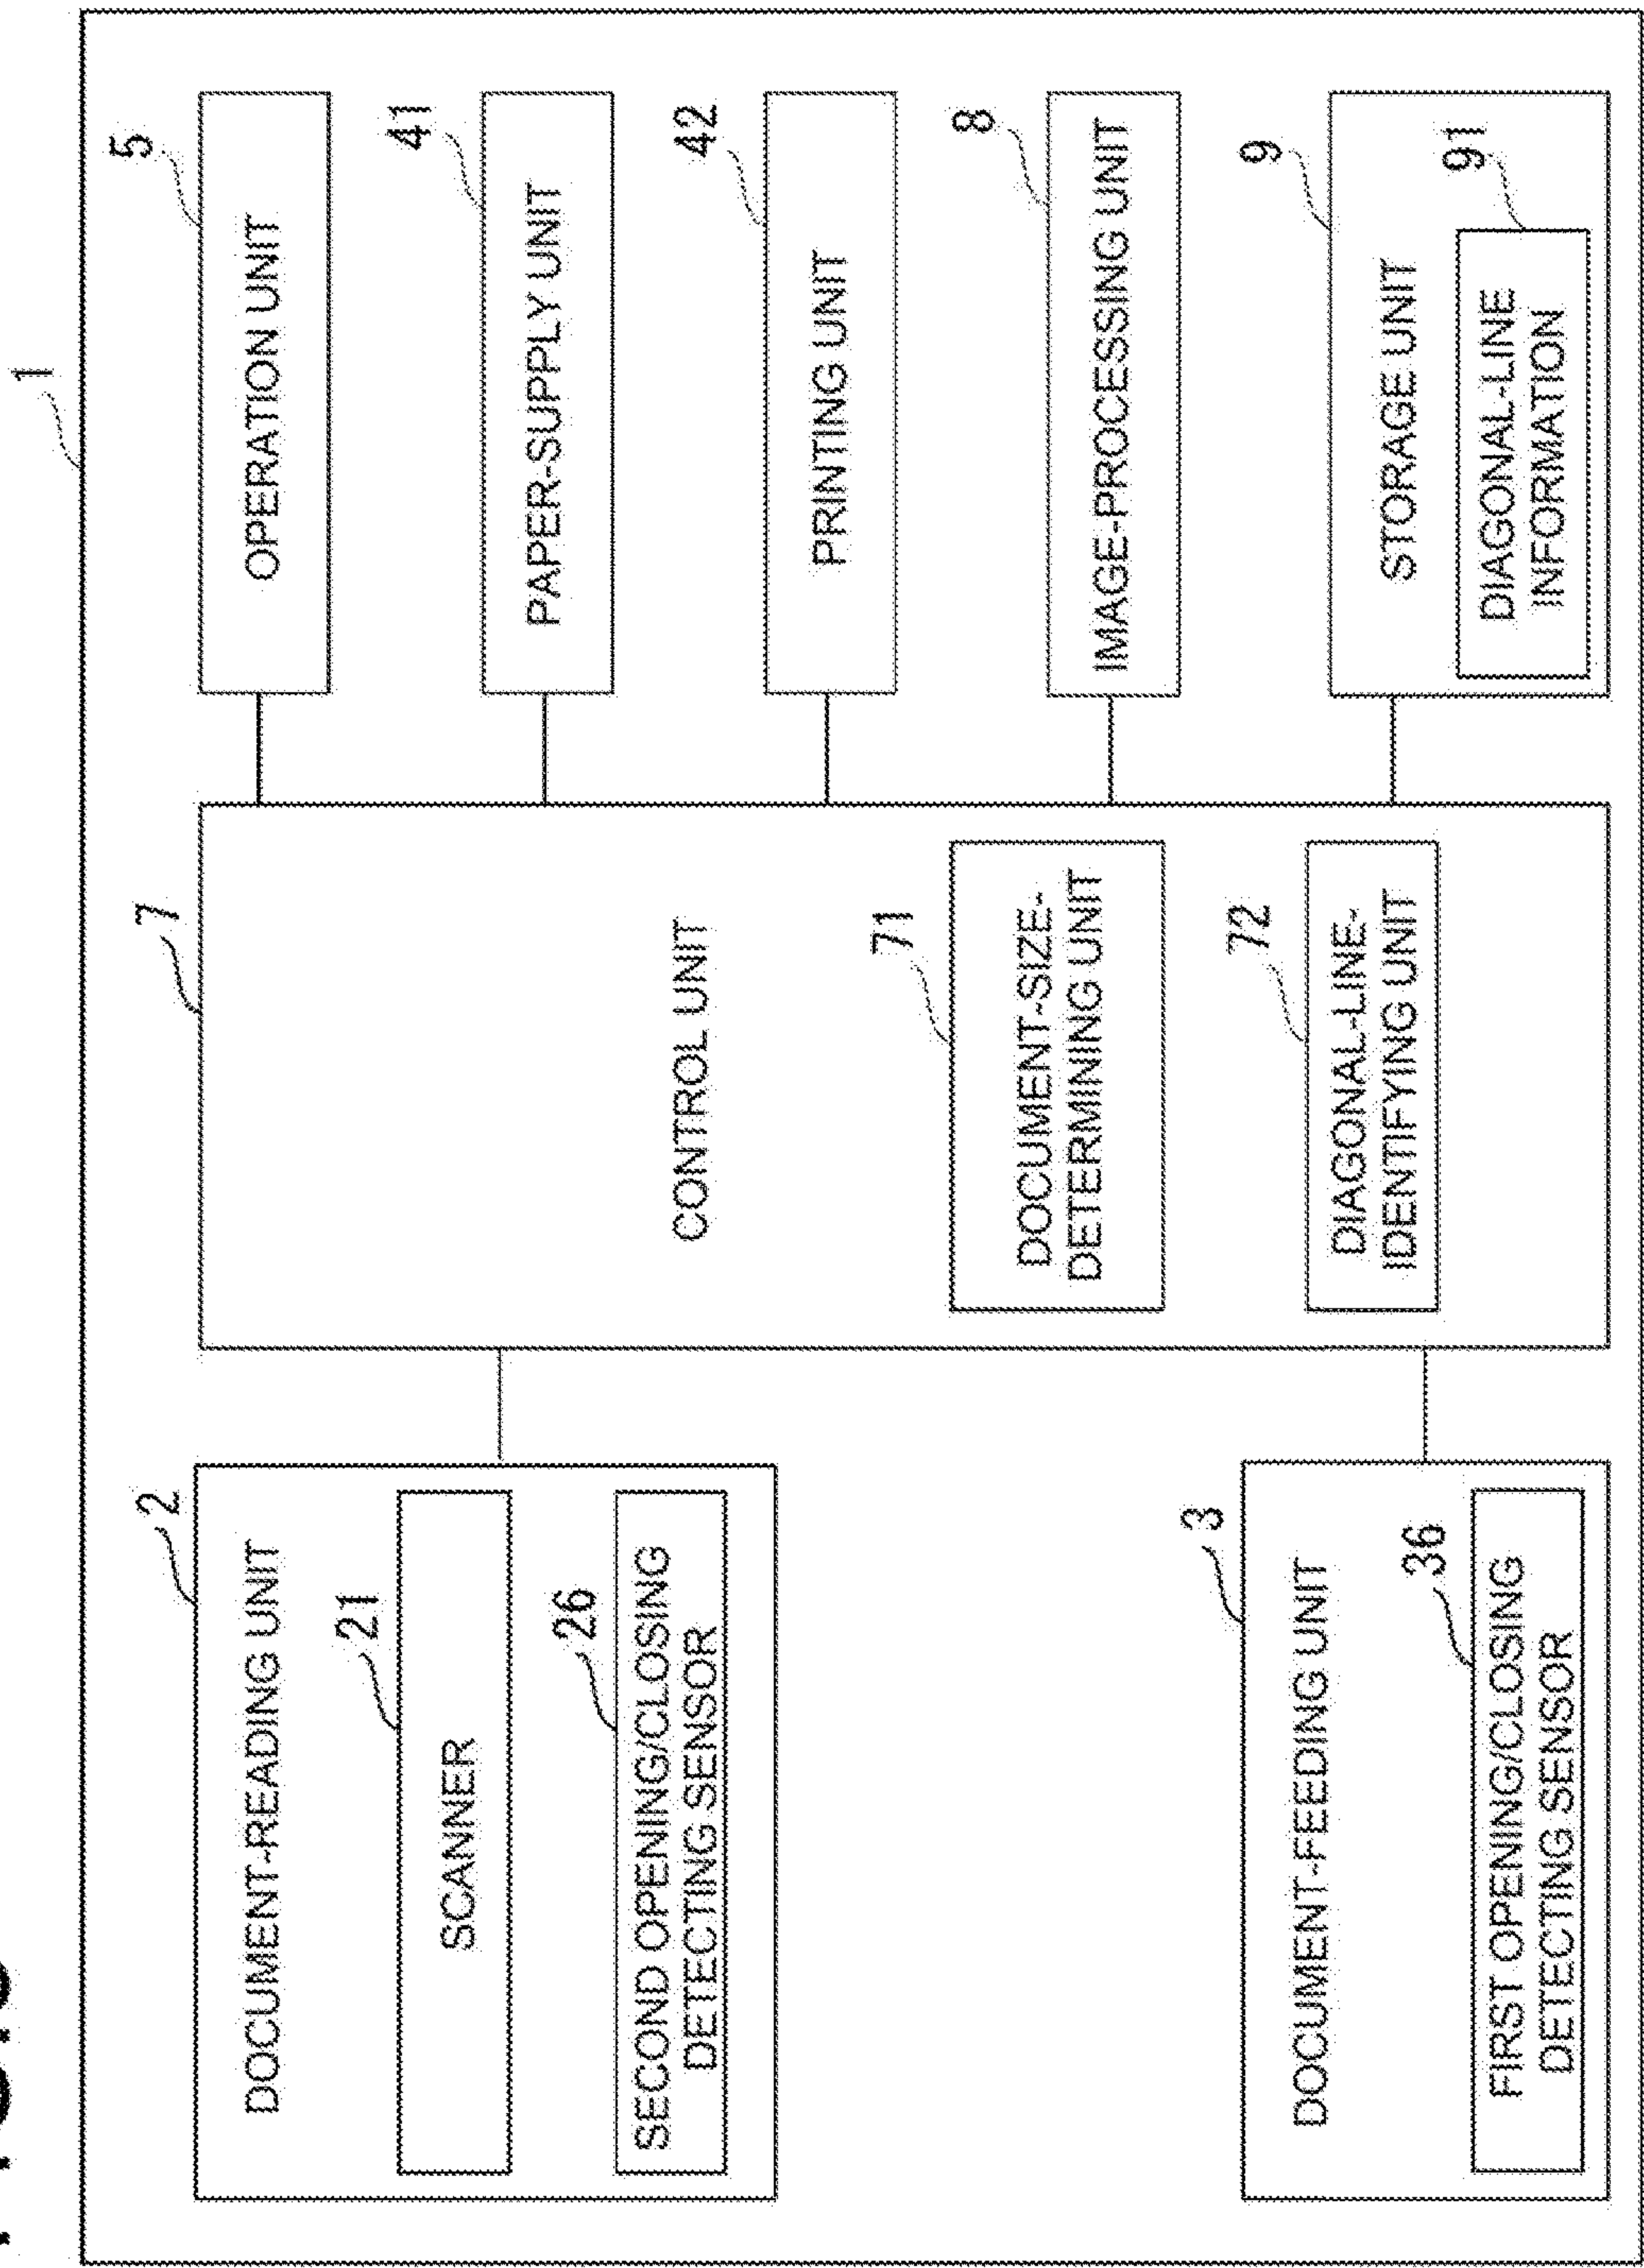 1
2
DOCUMENT-READING UNIT
21
SCANNER
26
SECOND OPENING/CLOSING
DETECTING SENSOR
3
DOCUMENT-FEEDING UNIT
36
FIRST OPENING/CLOSING
DETECTING SENSOR
7
CONTROL UNIT
71
DOCUMENT-SIZE-
DETERMINING UNIT
72
DIAGONAL-LINE-
IDENTIFYING UNIT
5
OPERATION UNIT
41
PAPER-SUPPLY UNIT
42
PRINTING UNIT
8
IMAGE-PROCESSING UNIT
9
STORAGE UNIT
91
DIAGONAL-LINE
INFORMATION